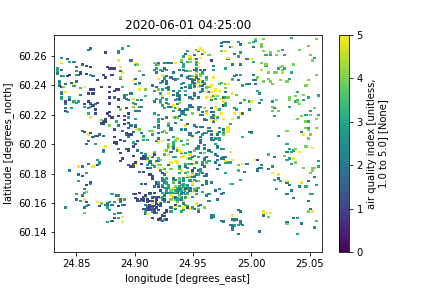 2020-06-01 04:25:00
60.26
60.24
60.22
60.20
60.18
60.16
60.14
latitude [degrees_north]
24.85 24.90 24.95 25.00 25.05
longitude [degrees_east]
5
4
3
2
1
0
air quality index [unitless,
1.0 to 5.0] [None]